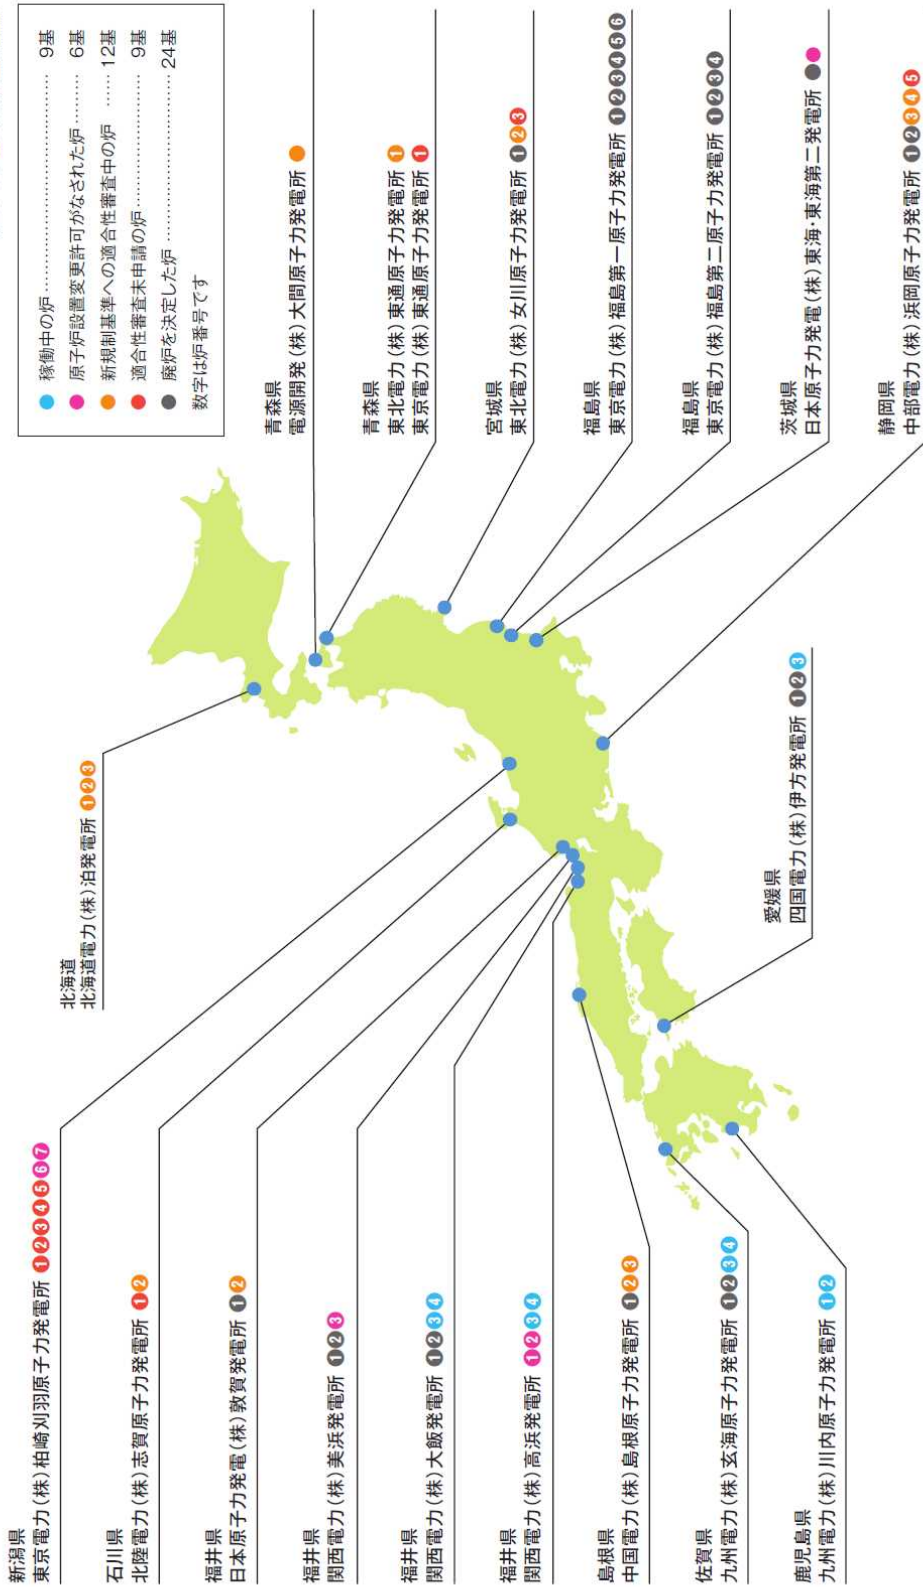 稼働中の炉 …………………… 9基
原子炉設置変更許可がなされた炉 ……… 6基
新規制基準への適合性審査中の炉 …… 12基
適合性審査未申請の炉 ………………… 9基
廃炉を決定した炉 ……………… 24基
数字は炉番号です
北海道
北海道電力(株)泊発電所 1 2 3
青森県
電源開発(株)大間原子力発電所
青森県
東北電力(株)東通原子力発電所 1
東京電力(株)東通原子力発電所 1
宮城県
東北電力(株)女川原子力発電所 1 2 3
福島県
東京電力(株)福島第一原子力発電所 1 2 3 4 5 6
福島県
東京電力(株)福島第二原子力発電所 1 2 3 4
茨城県
日本原子力発電(株)東海・東海第二発電所
静岡県
中部電力(株)浜岡原子力発電所 1 2 3 4 5
新潟県
東京電力(株)柏崎刈羽原子力発電所 1 2 3 4 5 6 7
石川県
北陸電力(株)志賀原子力発電所 1 2
福井県
日本原子力発電(株)敦賀発電所 1 2
福井県
関西電力(株)美浜発電所 1 2 3
福井県
関西電力(株)大飯発電所 1 2 3 4
福井県
関西電力(株)高浜発電所 1 2 3 4
島根県
中国電力(株)島根原子力発電所 1 2 3
佐賀県
九州電力(株)玄海原子力発電所 1 2 3 4
鹿児島県
九州電力(株)川内原子力発電所 1 2
愛媛県
四国電力(株)伊方発電所 1 2 3